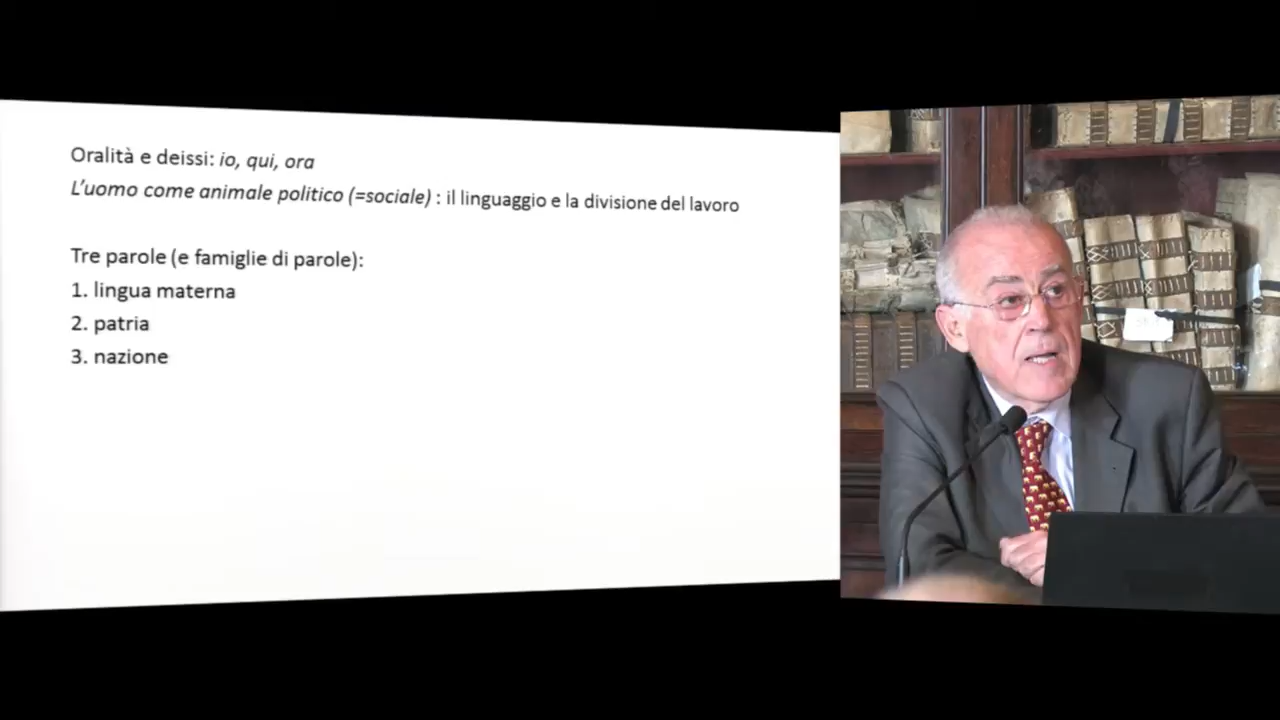 Oralità e deissi: io, qui, ora
L'uomo come animale politico (=sociale) : il linguaggio e la divisione del lavoro
Tre parole (e famiglie di parole):
1. lingua materna
2. patria
3. nazione